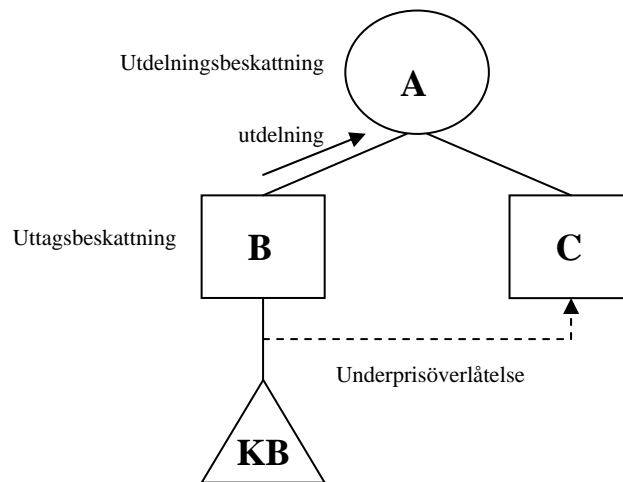 Utdelningsbeskattning
A
utdelning
Uttagsbeskattning
B
C
Underprisöverlåtelse
KB